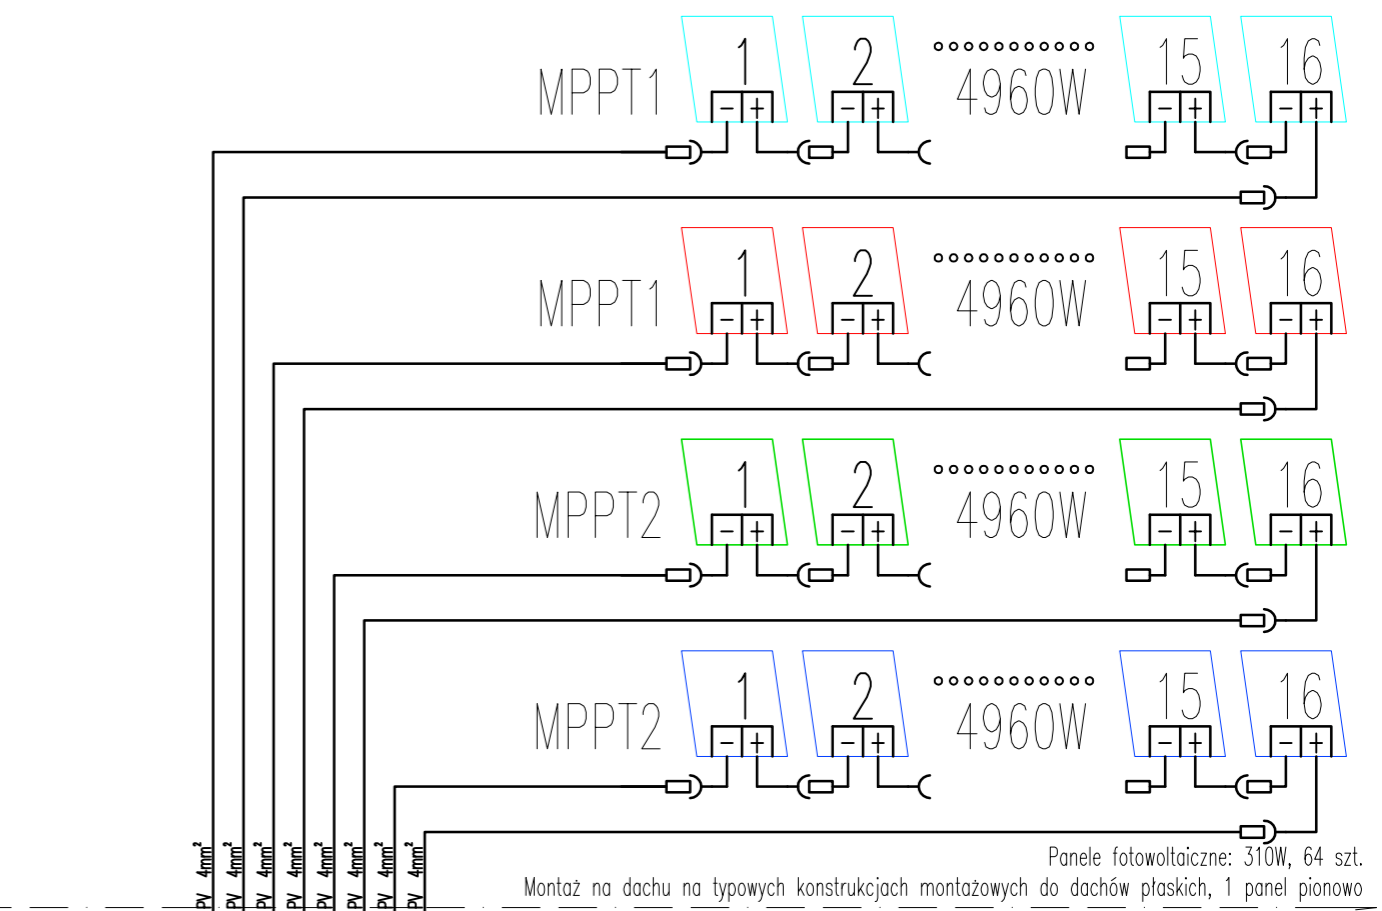 MPPT1 1 2 4960W 15 16
- + - + - + - +
MPPT1 1 2 4960W 15 16
- + - + - + - +
MPPT2 1 2 4960W 15 16
- + - + - + - +
MPPT2 1 2 4960W 15 16
- + - + - + - +
PV 4mm²
PV 4mm²
PV 4mm²
PV 4mm²
PV 4mm²
PV 4mm²
PV 4mm²
PV 4mm²
Panele fotowoltaiczne: 310W, 64 szt.
Montaż na dachu na typowych konstrukcjach montażowych do dachów płaskich, 1 panel pionowo